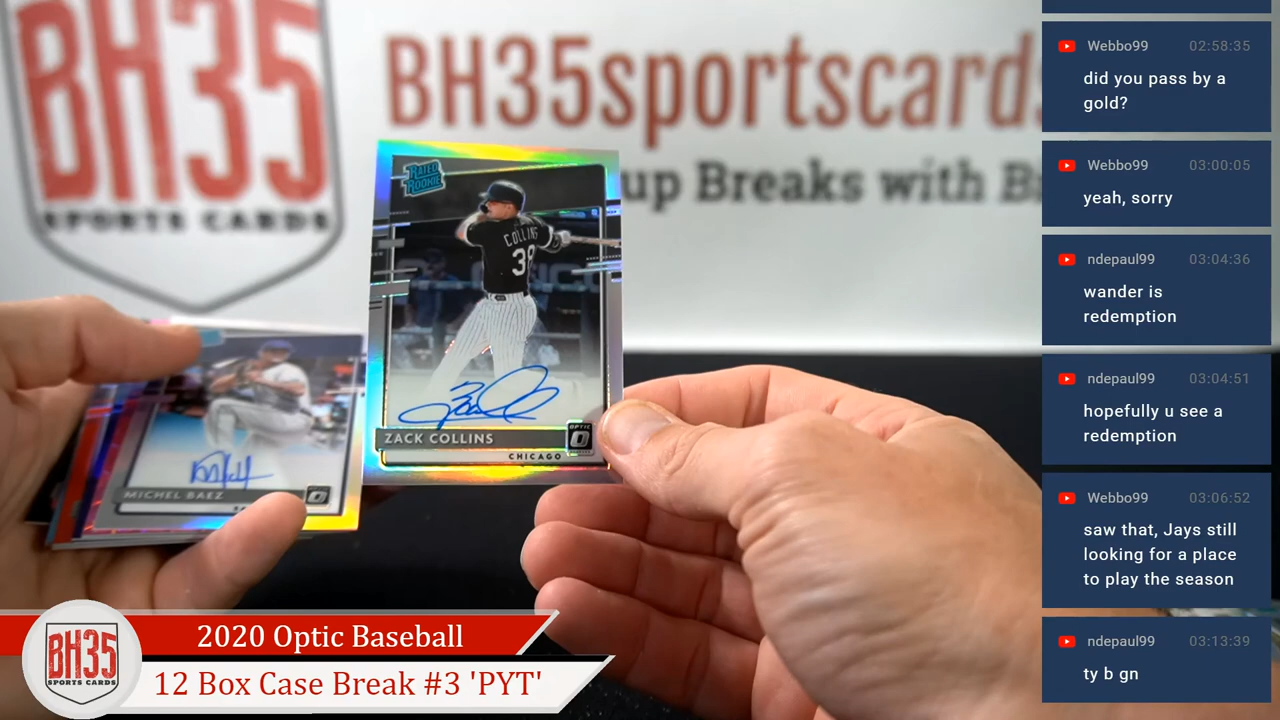 BH35
SPORTS CARDS
BH35sportscards
up Breaks with B
RATED
ROOKIE
COLLINS
38
ZACK COLLINS
OPTIC
CHICAGO
MICHEL BAEZ
2020 Optic Baseball
12 Box Case Break #3 'PYT'
BH35
SPORTS CARDS
Webbo99 02:58:35
did you pass by a
gold?
Webbo99 03:00:05
yeah, sorry
ndepaul99 03:04:36
wander is
redemption
ndepaul99 03:04:51
hopefully u see a
redemption
Webbo99 03:06:52
saw that, Jays still
looking for a place
to play the season
ndepaul99 03:13:39
ty b gn